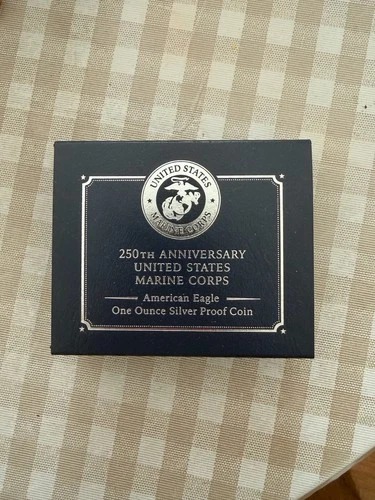 UNITED STATES
MARINE CORPS
250TH ANNIVERSARY
UNITED STATES
MARINE CORPS
American Eagle
One Ounce Silver Proof Coin